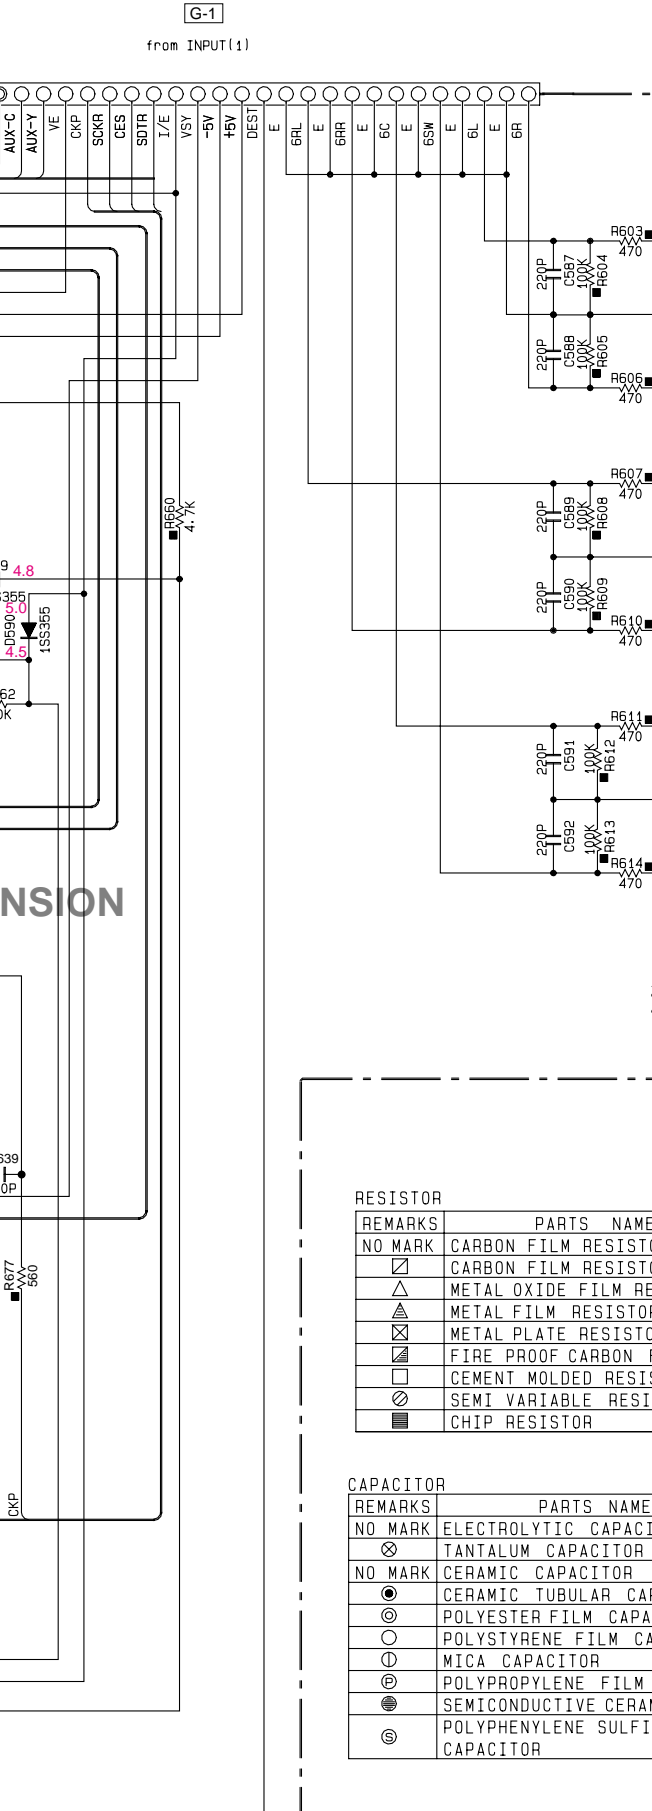 G-1
from INPUT(1)
AUX-C
AUX-Y
VE
CKP
SCKR
CES
SDTR
I/E
VSY
-5V
+5V
DEST
E
6RL
E
6RR
E
6C
E
6SW
E
6L
E
6R
R603
470
220P
C587
100K
R604
220P
C588
100K
R605
R606
470
R607
470
220P
C589
100K
R608
R660
4.7K
220P
C590
100K
R609
9
4.8
S355
5.0
D590
1SS355
4.5
R610
470
62
0K
R611
470
220P
C591
100K
R612
220P
C592
100K
R613
R614
470
NSION
639
0P
R677
560
CKP
RESISTOR
REMARKS PARTS NAME
NO MARK CARBON FILM RESISTO
CARBON FILM RESISTO
METAL OXIDE FILM RE
METAL FILM RESISTOR
METAL PLATE RESISTO
FIRE PROOF CARBON F
CEMENT MOLDED RESIS
SEMI VARIABLE RESI
CHIP RESISTOR
CAPACITOR
REMARKS PARTS NAME
NO MARK ELECTROLYTIC CAPACI
TANTALUM CAPACITOR
NO MARK CERAMIC CAPACITOR
CERAMIC TUBULAR CAP
POLYESTER FILM CAPA
POLYSTYRENE FILM CA
MICA CAPACITOR
P POLYPROPYLENE FILM
SEMICONDUCTIVE CERAM
S POLYPHENYLENE SULFI
CAPACITOR